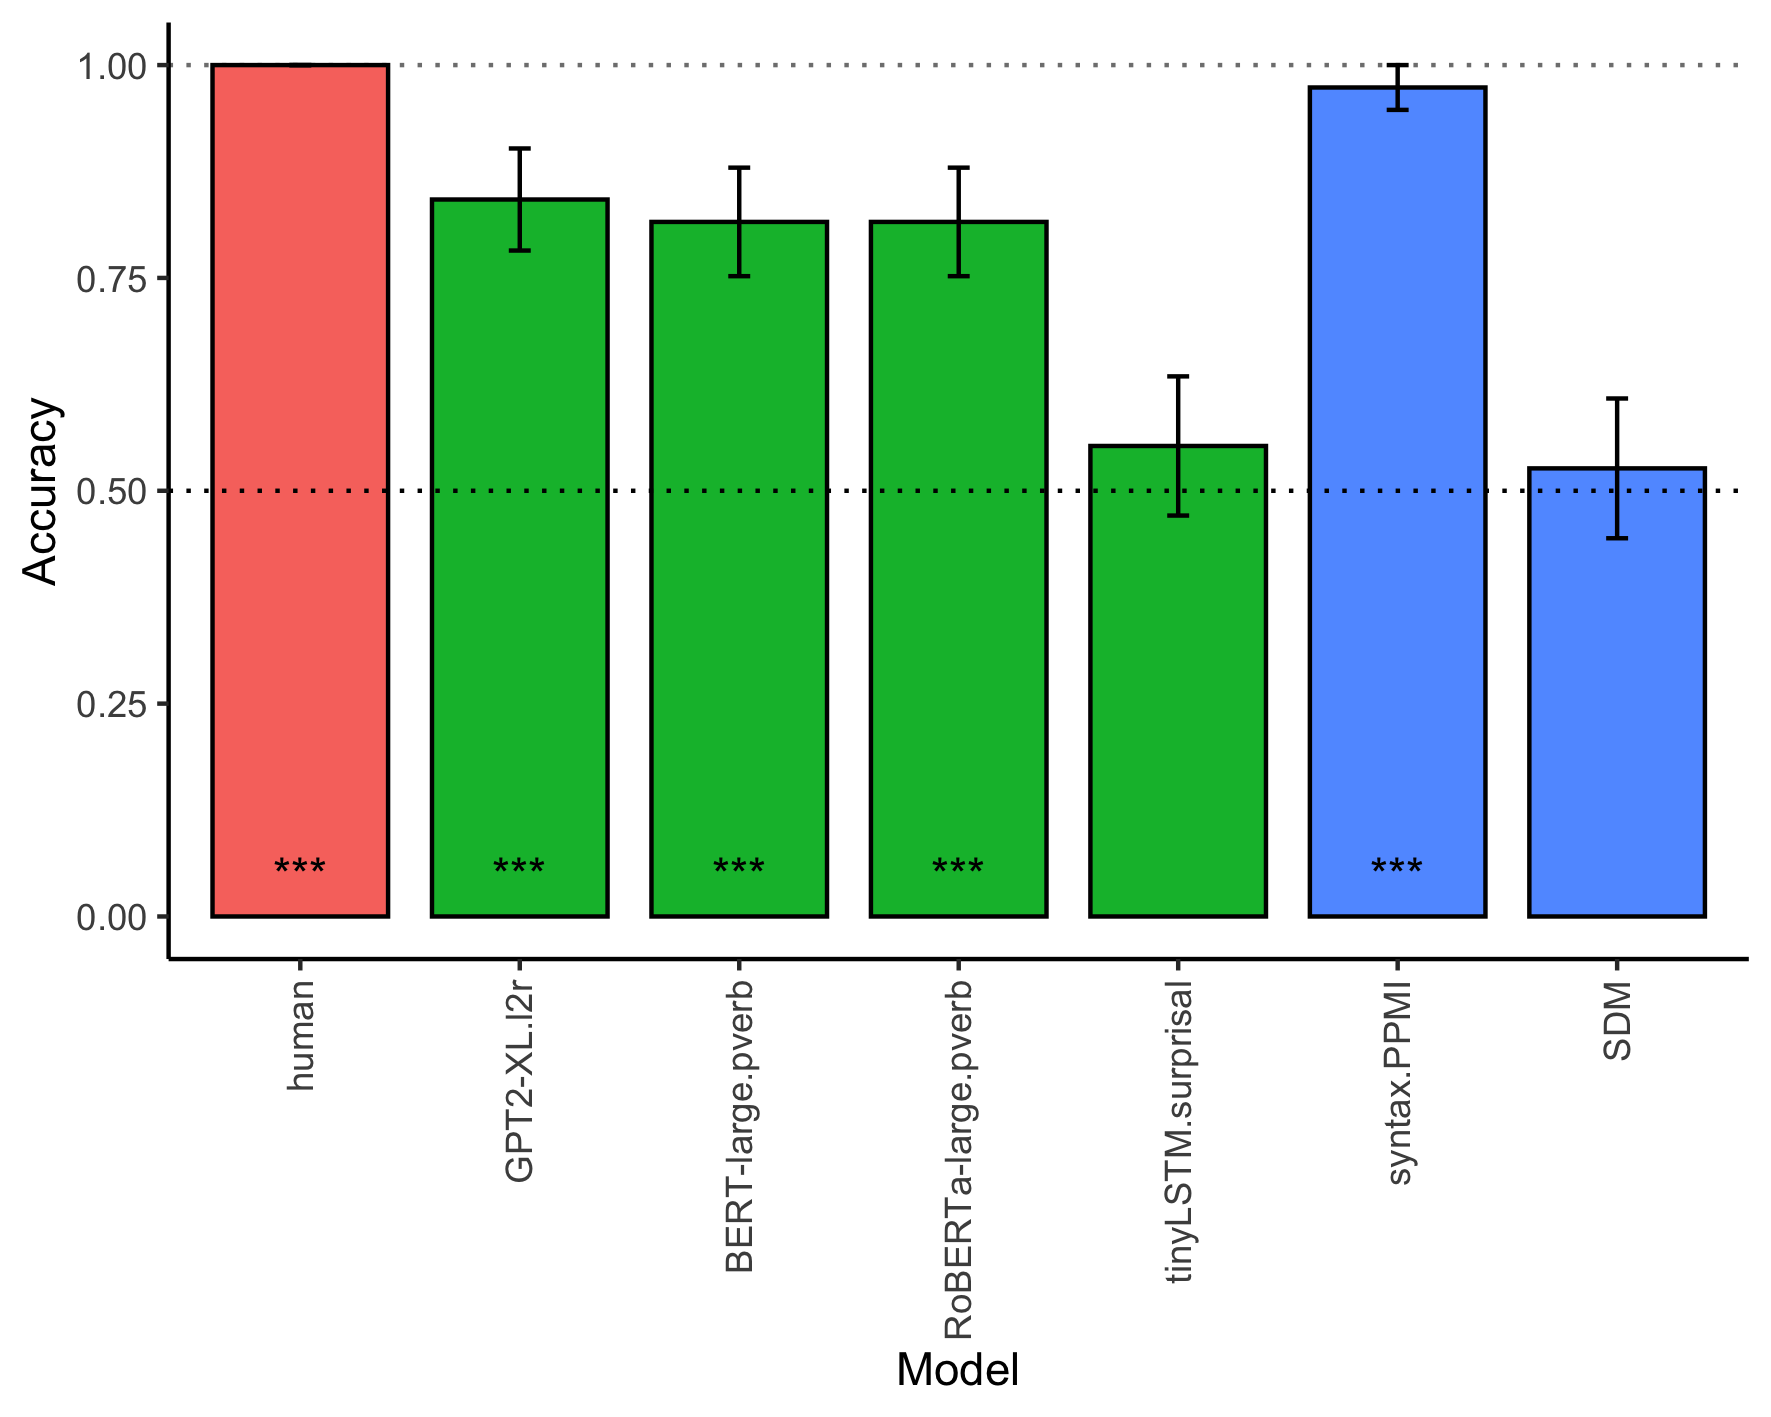 Accuracy
1.00
0.75
0.50
0.25
0.00
***
***
***
***
***
human
GPT2-XL.l2r
BERT-large.pverb
RoBERTa-large.pverb
tinyLSTM.surprisal
syntax.PPMI
SDM
Model